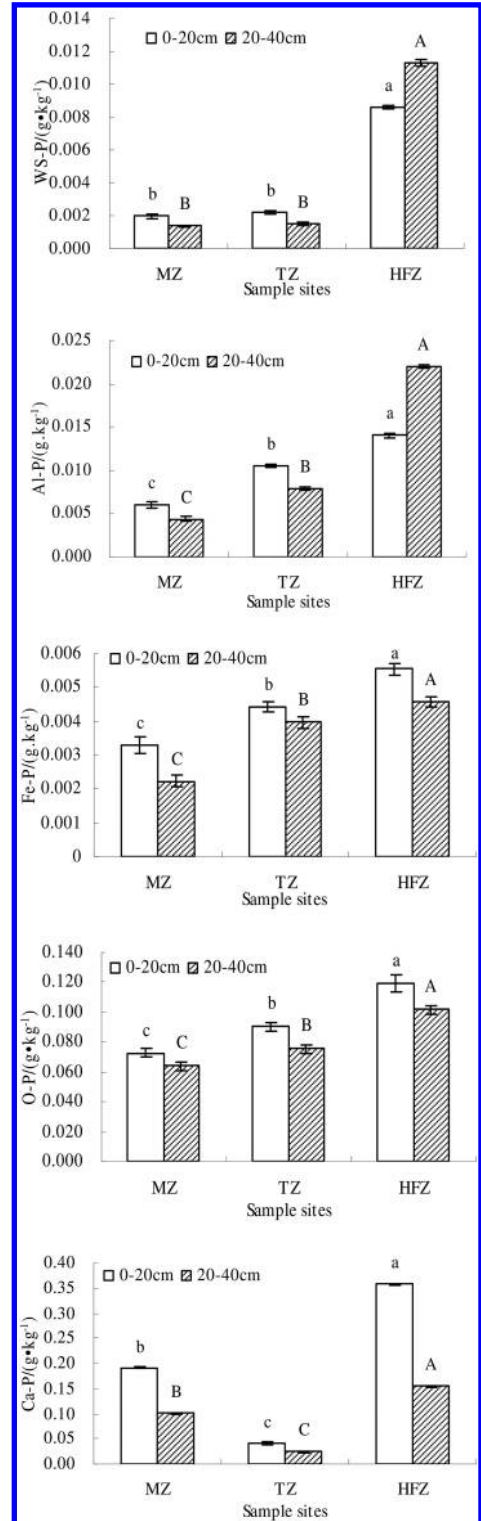 0.014
0.012
0.010
0.008
0.006
0.004
0.002
0.000
WS-P/(g•kg-1)
0-20cm 20-40cm
b B b B a A
MZ TZ HFZ
Sample sites
0.025
0.020
0.015
0.010
0.005
0.000
Al-P/(g.kg-1)
0-20cm 20-40cm
c C b B a A
MZ TZ HFZ
Sample sites
0.006
0.005
0.004
0.003
0.002
0.001
0
Fe-P/(g.kg-1)
0-20cm 20-40cm
c C b B a A
MZ TZ HFZ
Sample sites
0.140
0.120
0.100
0.080
0.060
0.040
0.020
0.000
O-P/(g•kg-1)
0-20cm 20-40cm
c C b B a A
MZ TZ HFZ
Sample sites
0.40
0.35
0.30
0.25
0.20
0.15
0.10
0.05
0.00
Ca-P/(g•kg-1)
0-20cm 20-40cm
b B c C a A
MZ TZ HFZ
Sample sites